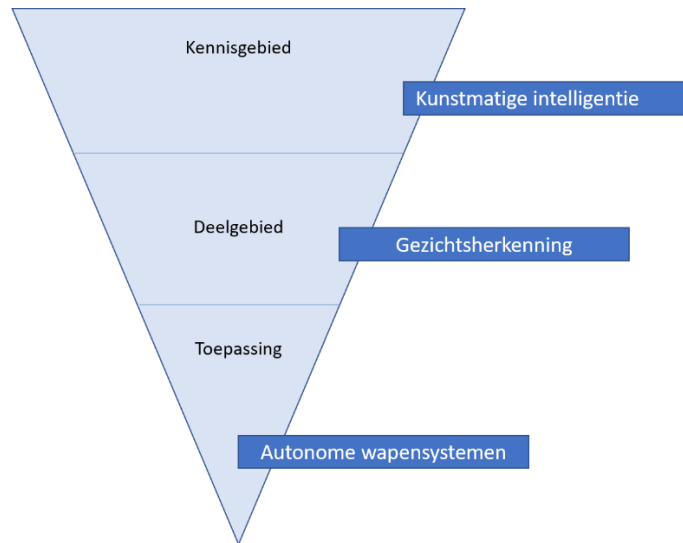 Kennisgebied
Kunstmatige intelligentie
Deelgebied
Gezichtsherkenning
Toepassing
Autonome wapensystemen